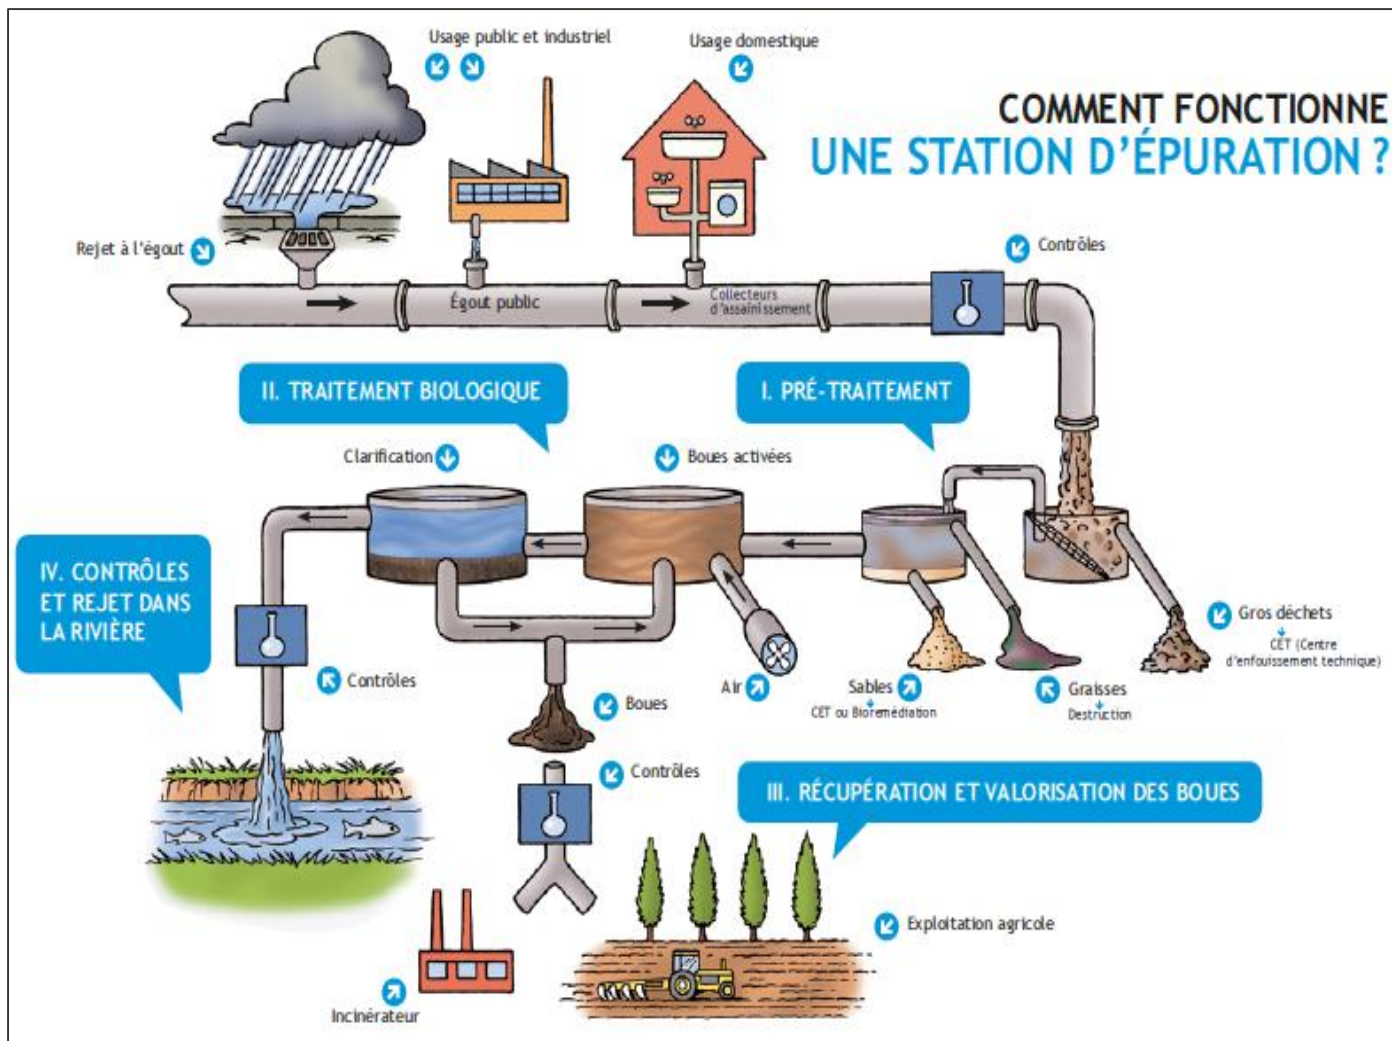 Usage public et industriel
Usage domestique
COMMENT FONCTIONNE
UNE STATION D'ÉPURATION ?
Rejet à l'égout
Contrôles
Égout public
Collecteurs
d'assainissement
II. TRAITEMENT BIOLOGIQUE
I. PRÉ-TRAITEMENT
Clarification
Boues activées
IV. CONTRÔLES
ET REJET DANS
LA RIVIÈRE
Gros déchets
CET (Centre
d'enfouissement technique)
Contrôles
Air
Sables
CET ou Bioremédiation
Graisses
Destruction
Boues
Contrôles
III. RÉCUPÉRATION ET VALORISATION DES BOUES
Exploitation agricole
Incinérateur